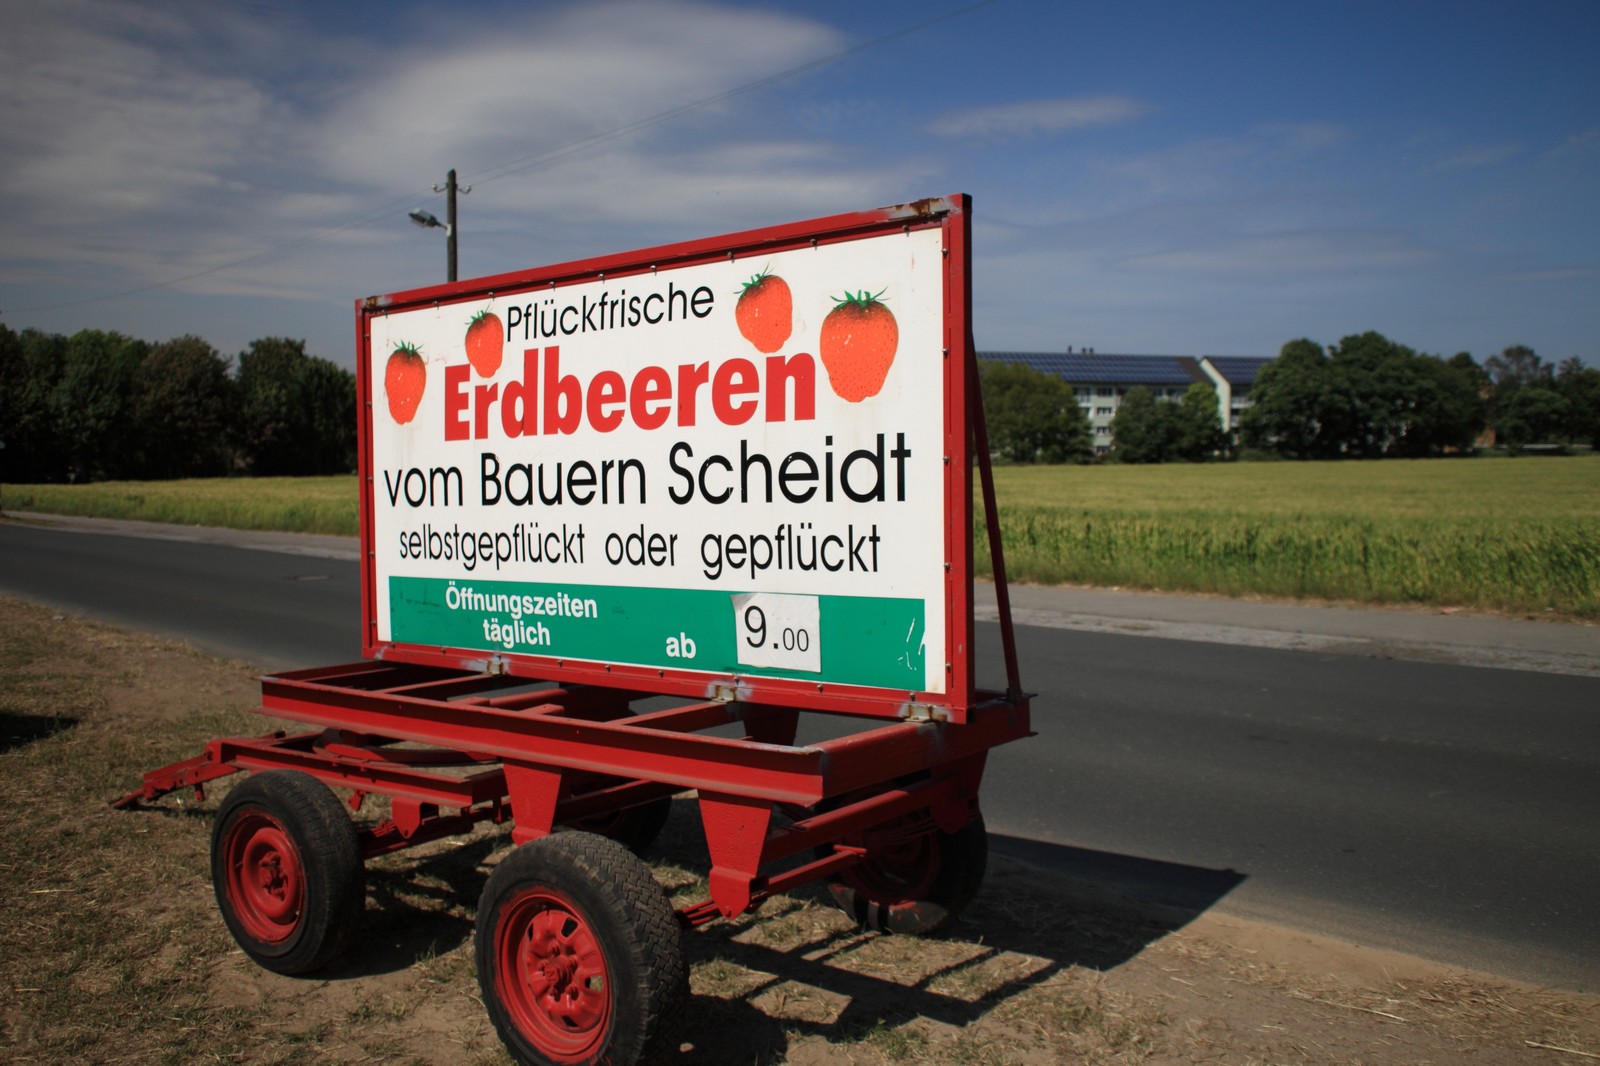 Pflückfrische
Erdbeeren
vom Bauern Scheidt
selbstgepflückt oder gepflückt
Öffnungszeiten
täglich ab 9.00